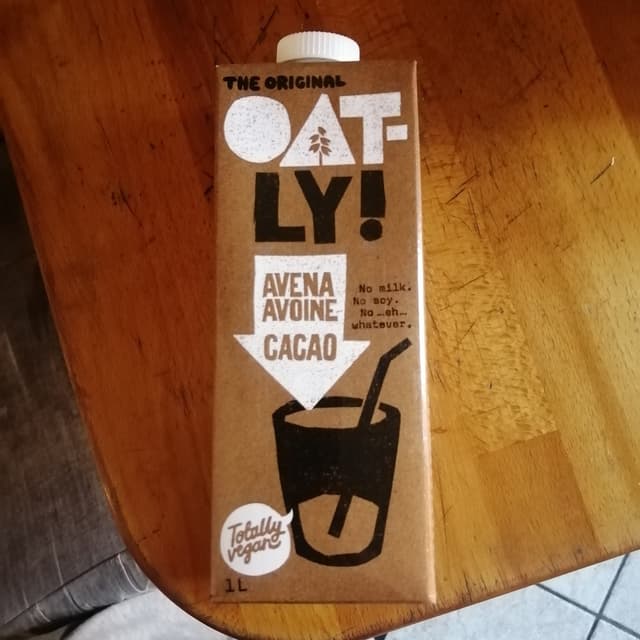 THE ORIGINAL
OAT-
LY!
AVENA
AVOINE
CACAO
No milk.
No soy.
No …eh…
whatever.
Totally
vegan
1L